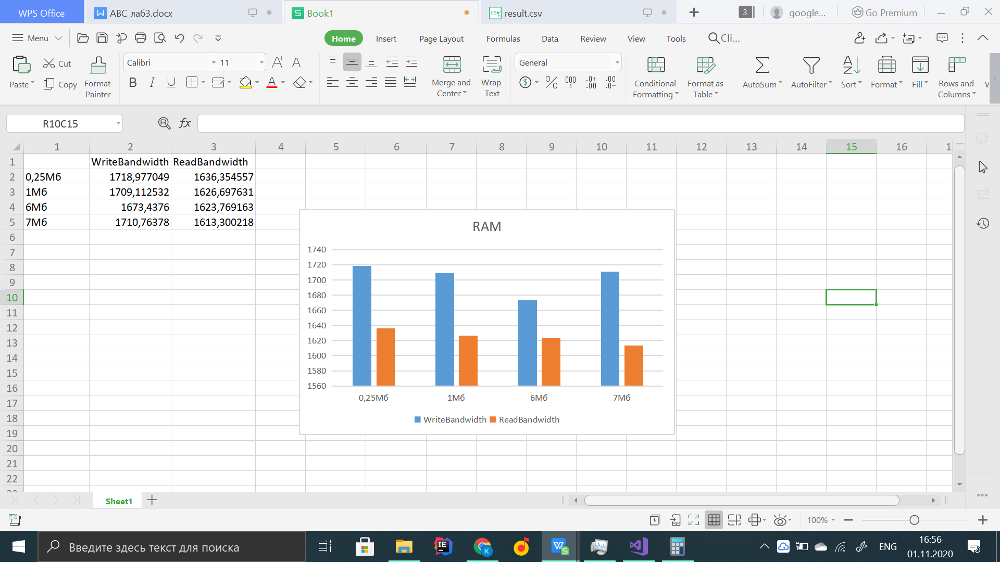 WPS Office
АВС_лаб3.docx
Book1
result.csv
3
google...
Go Premium
Menu
Home
Insert
Page Layout
Formulas
Data
Review
View
Tools
Cli...
Paste
Cut
Copy
Format Painter
Calibri
11
Merge and Center
Wrap Text
General
Conditional Formatting
Format as Table
AutoSum
AutoFilter
Sort
Format
Fill
Rows and Columns
R10C15
1 2 3 4 5 6 7 8 9 10 11 12 13 14 15 16 1
1 WriteBandwidth ReadBandwidth
2 0,25Мб 1718,977049 1636,354557
3 1Мб 1709,112532 1626,697631
4 6Мб 1673,4376 1623,769163
5 7Мб 1710,76378 1613,300218
6
7
8
9
10
11
12
13
14
15
16
17
18
19
20
21
22
RAM
1740
1720
1700
1680
1660
1640
1620
1600
1580
1560
0,25Мб 1Мб 6Мб 7Мб
WriteBandwidth ReadBandwidth
Sheet1
100%
Введите здесь текст для поиска
ENG
16:56
01.11.2020